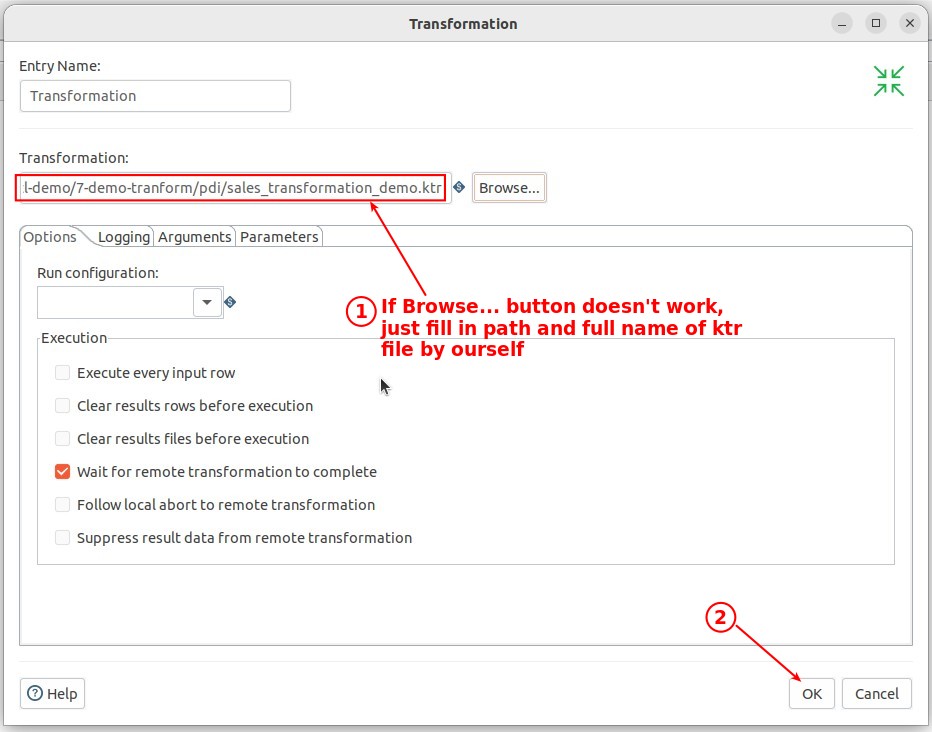 Transformation
Entry Name:
Transformation
Transformation:
l-demo/7-demo-tranform/pdi/sales_transformation_demo.ktr
Browse...
Options Logging Arguments Parameters
Run configuration:
1
If Browse... button doesn't work,
just fill in path and full name of ktr
file by ourself
Execution
Execute every input row
Clear results rows before execution
Clear results files before execution
Wait for remote transformation to complete
Follow local abort to remote transformation
Suppress result data from remote transformation
2
? Help
OK
Cancel